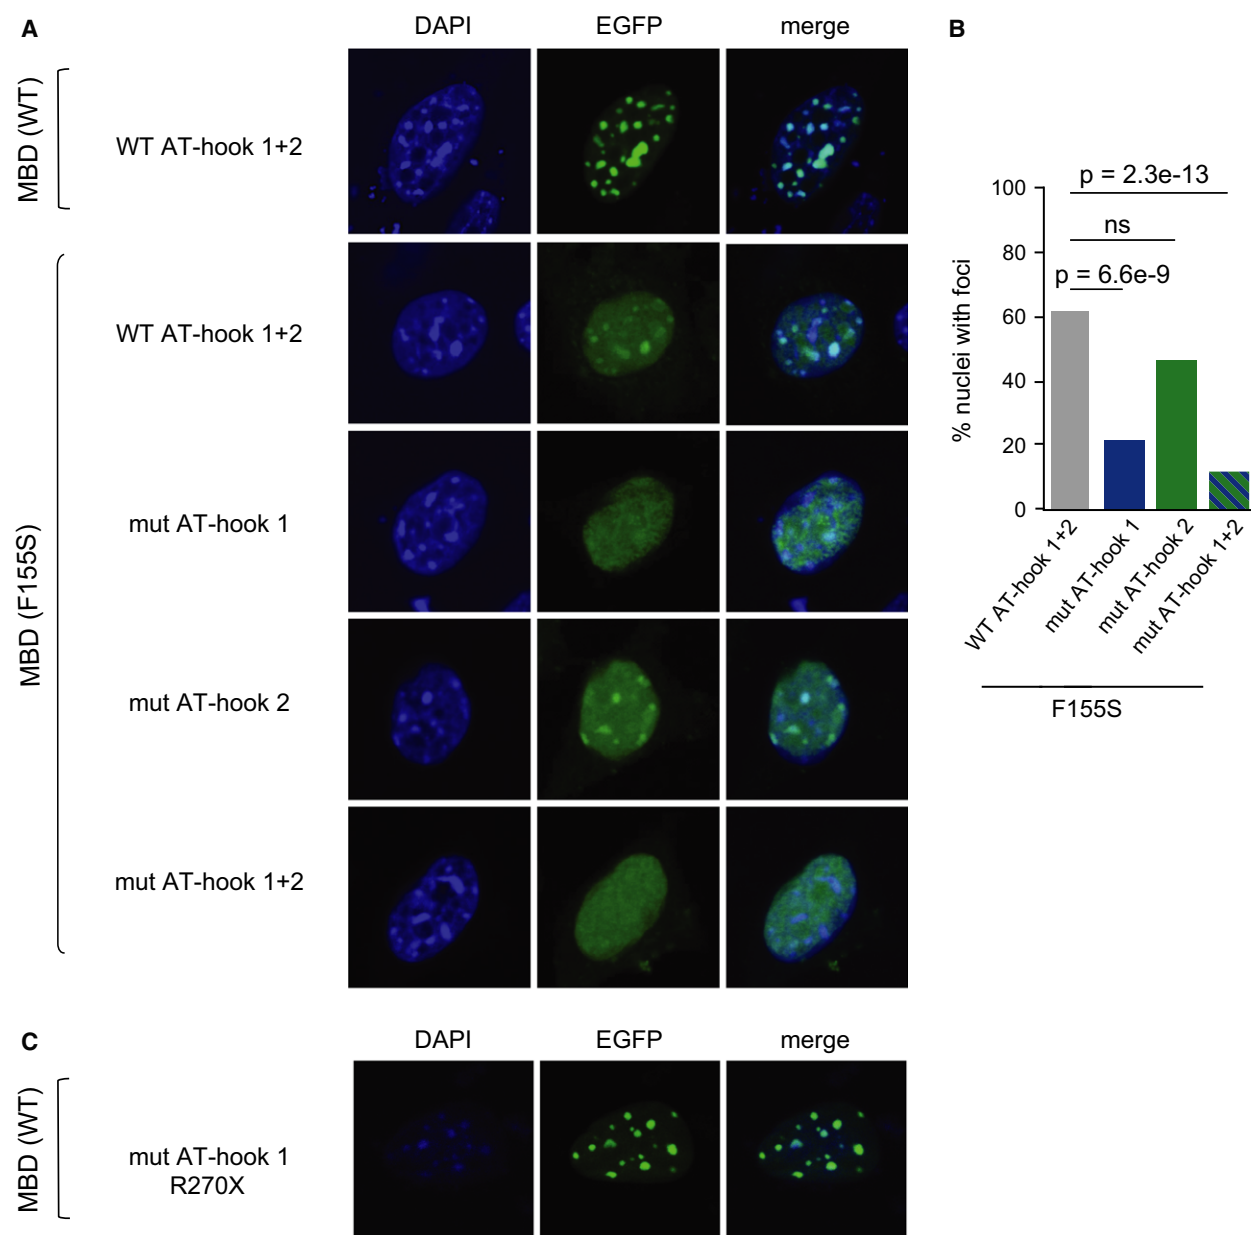 A
DAPI
EGFP
merge
MBD (WT)
WT AT-hook 1+2
MBD (F155S)
WT AT-hook 1+2
mut AT-hook 1
mut AT-hook 2
mut AT-hook 1+2
B
p = 2.3e-13
ns
p = 6.6e-9
% nuclei with foci
100
80
60
40
20
0
WT AT-hook 1+2
mut AT-hook 1
mut AT-hook 2
mut AT-hook 1+2
F155S
C
DAPI
EGFP
merge
MBD (WT)
mut AT-hook 1
R270X